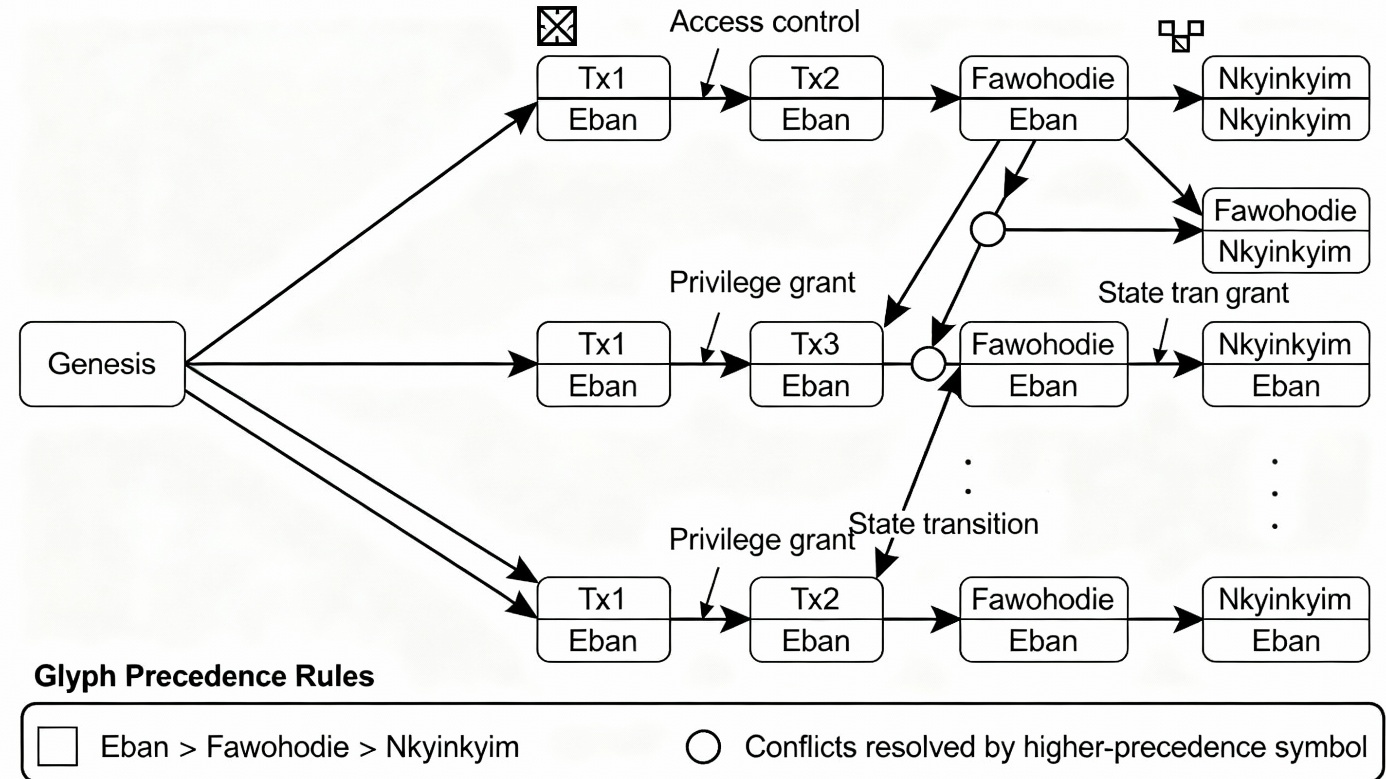 Access control
Tx1
Eban
Tx2
Eban
Fawohodie
Eban
Nkyinkyim
Nkyinkyim
Fawohodie
Nkyinkyim
Privilege grant
State tran grant
Genesis
Tx1
Eban
Tx3
Eban
Fawohodie
Eban
Nkyinkyim
Eban
Privilege grant
State transition
Tx1
Eban
Tx2
Eban
Fawohodie
Eban
Nkyinkyim
Eban
Glyph Precedence Rules
Eban > Fawohodie > Nkyinkyim
Conflicts resolved by higher-precedence symbol